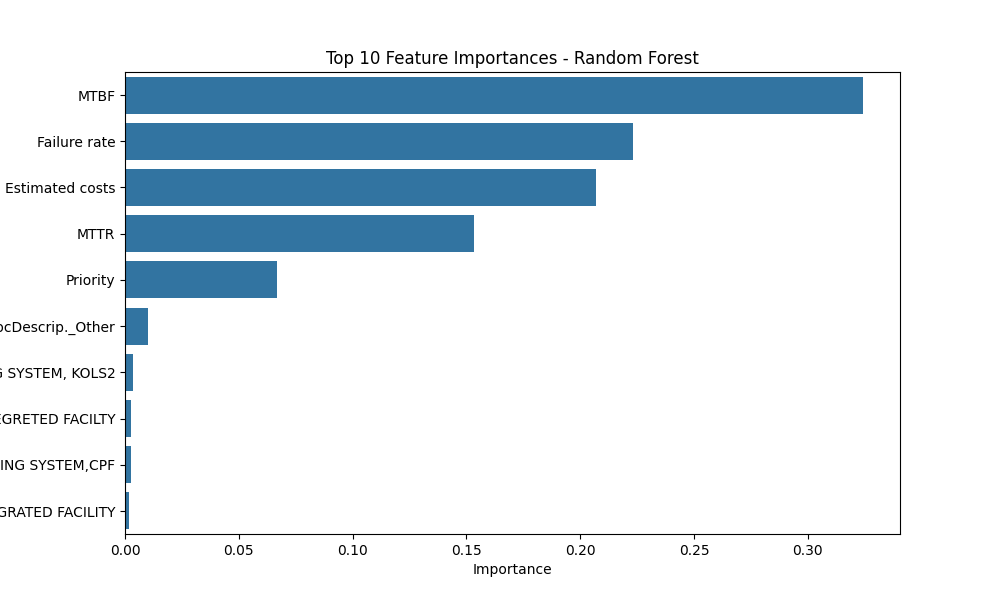 Top 10 Feature Importances - Random Forest
MTBF
Failure rate
Estimated costs
MTTR
Priority
ocDescrip._Other
SYSTEM, KOLS2
EGRETED FACILTY
ING SYSTEM,CPF
GRATED FACILITY
0.00 0.05 0.10 0.15 0.20 0.25 0.30
Importance